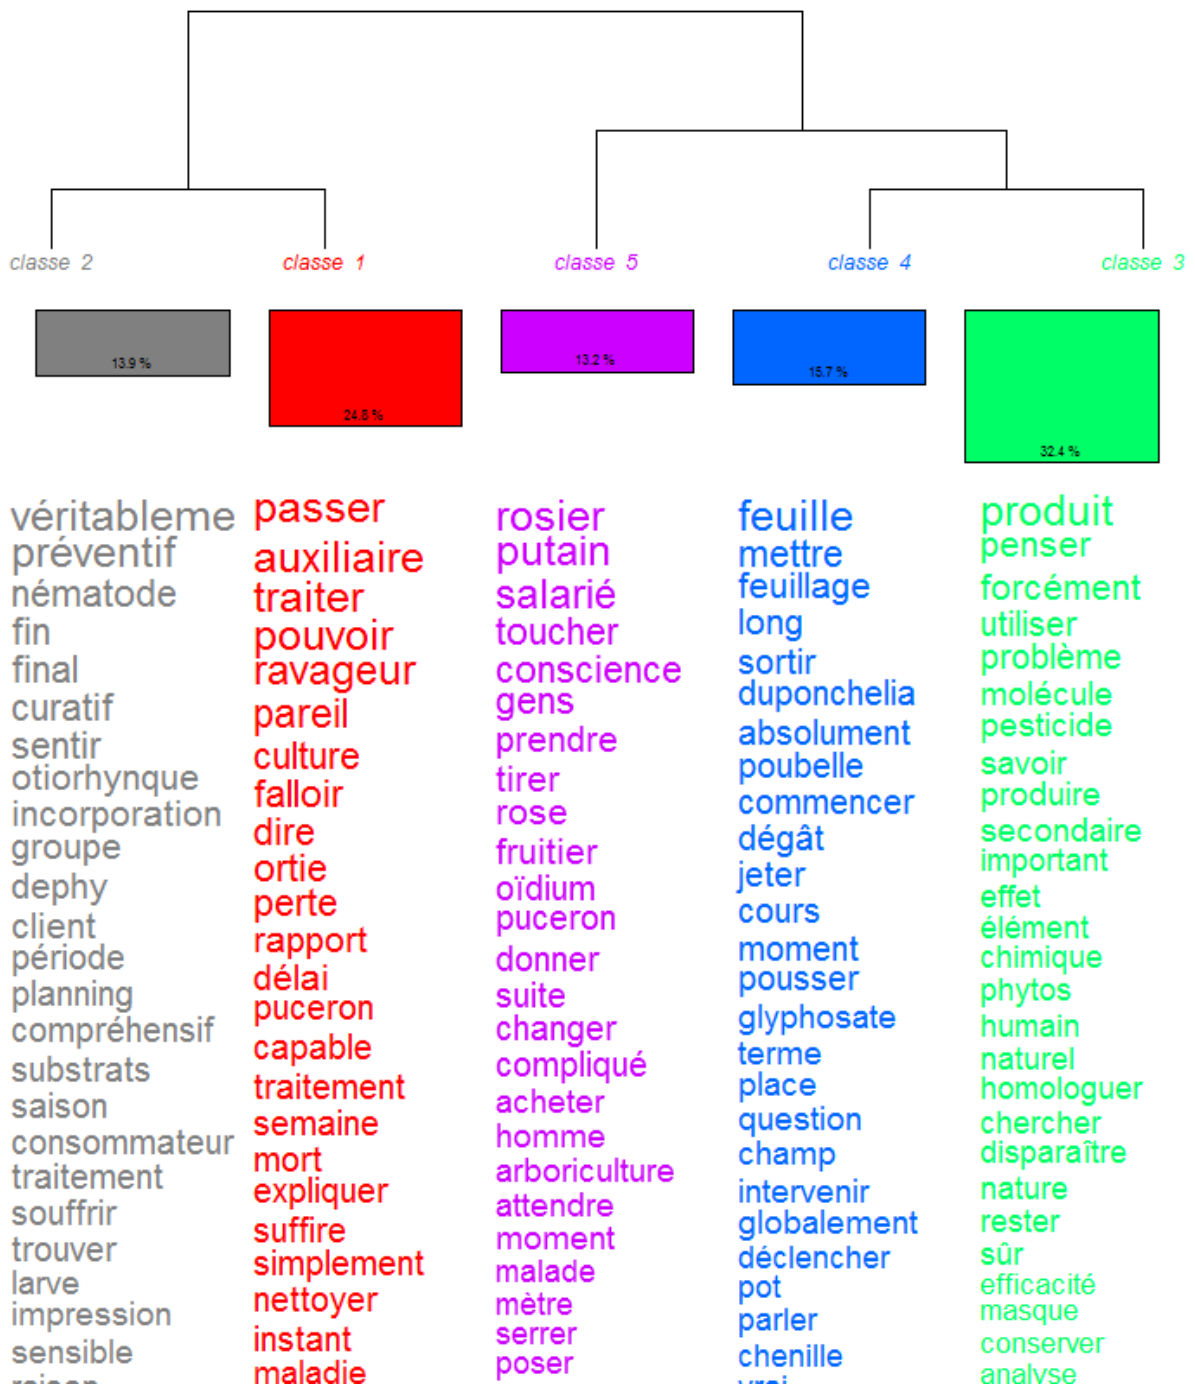 classe 2
classe 1
classe 5
classe 4
classe 3
13.9 %
24.8 %
13.2 %
15.7 %
32.4 %
véritableme
préventif
nématode
fin
final
curatif
sentir
otiorhynque
incorporation
groupe
dephy
client
période
planning
compréhensif
substrats
saison
consommateur
traitement
souffrir
trouver
larve
impression
sensible
passer
auxiliaire
traiter
pouvoir
ravageur
pareil
culture
falloir
dire
ortie
perte
rapport
délai
puceron
capable
traitement
semaine
mort
expliquer
suffire
simplement
nettoyer
instant
maladie
rosier
putain
salarié
toucher
conscience
gens
prendre
tirer
rose
fruitier
oïdium
puceron
donner
suite
changer
compliqué
acheter
homme
arboriculture
attendre
moment
malade
mètre
serrer
poser
feuille
mettre
feuillage
long
sortir
duponchelia
absolument
poubelle
commencer
dégât
jeter
cours
moment
pousser
glyphosate
terme
place
question
champ
intervenir
globalement
déclencher
pot
parler
chenille
produit
penser
forcément
utiliser
problème
molécule
pesticide
savoir
produire
secondaire
important
effet
élément
chimique
phytos
humain
naturel
homologuer
chercher
disparaître
nature
rester
sûr
efficacité
masque
conserver
analyse